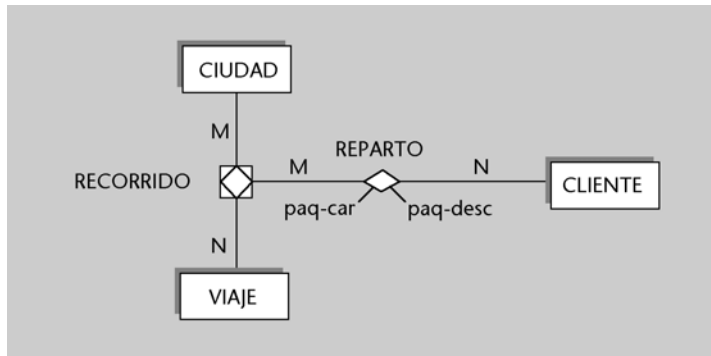 CIUDAD
M
REPARTO
RECORRIDO
M
N
CLIENTE
paq-car
paq-desc
N
VIAJE